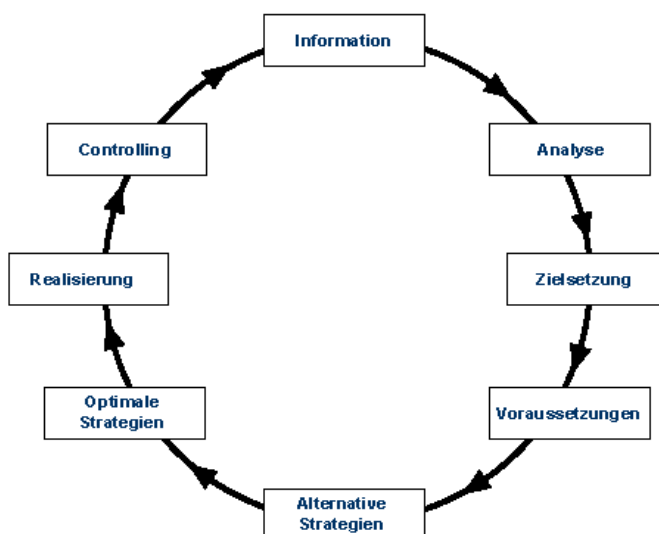 Information
Controlling
Analyse
Realisierung
Zielsetzung
Optimale
Strategien
Voraussetzungen
Alternative
Strategien